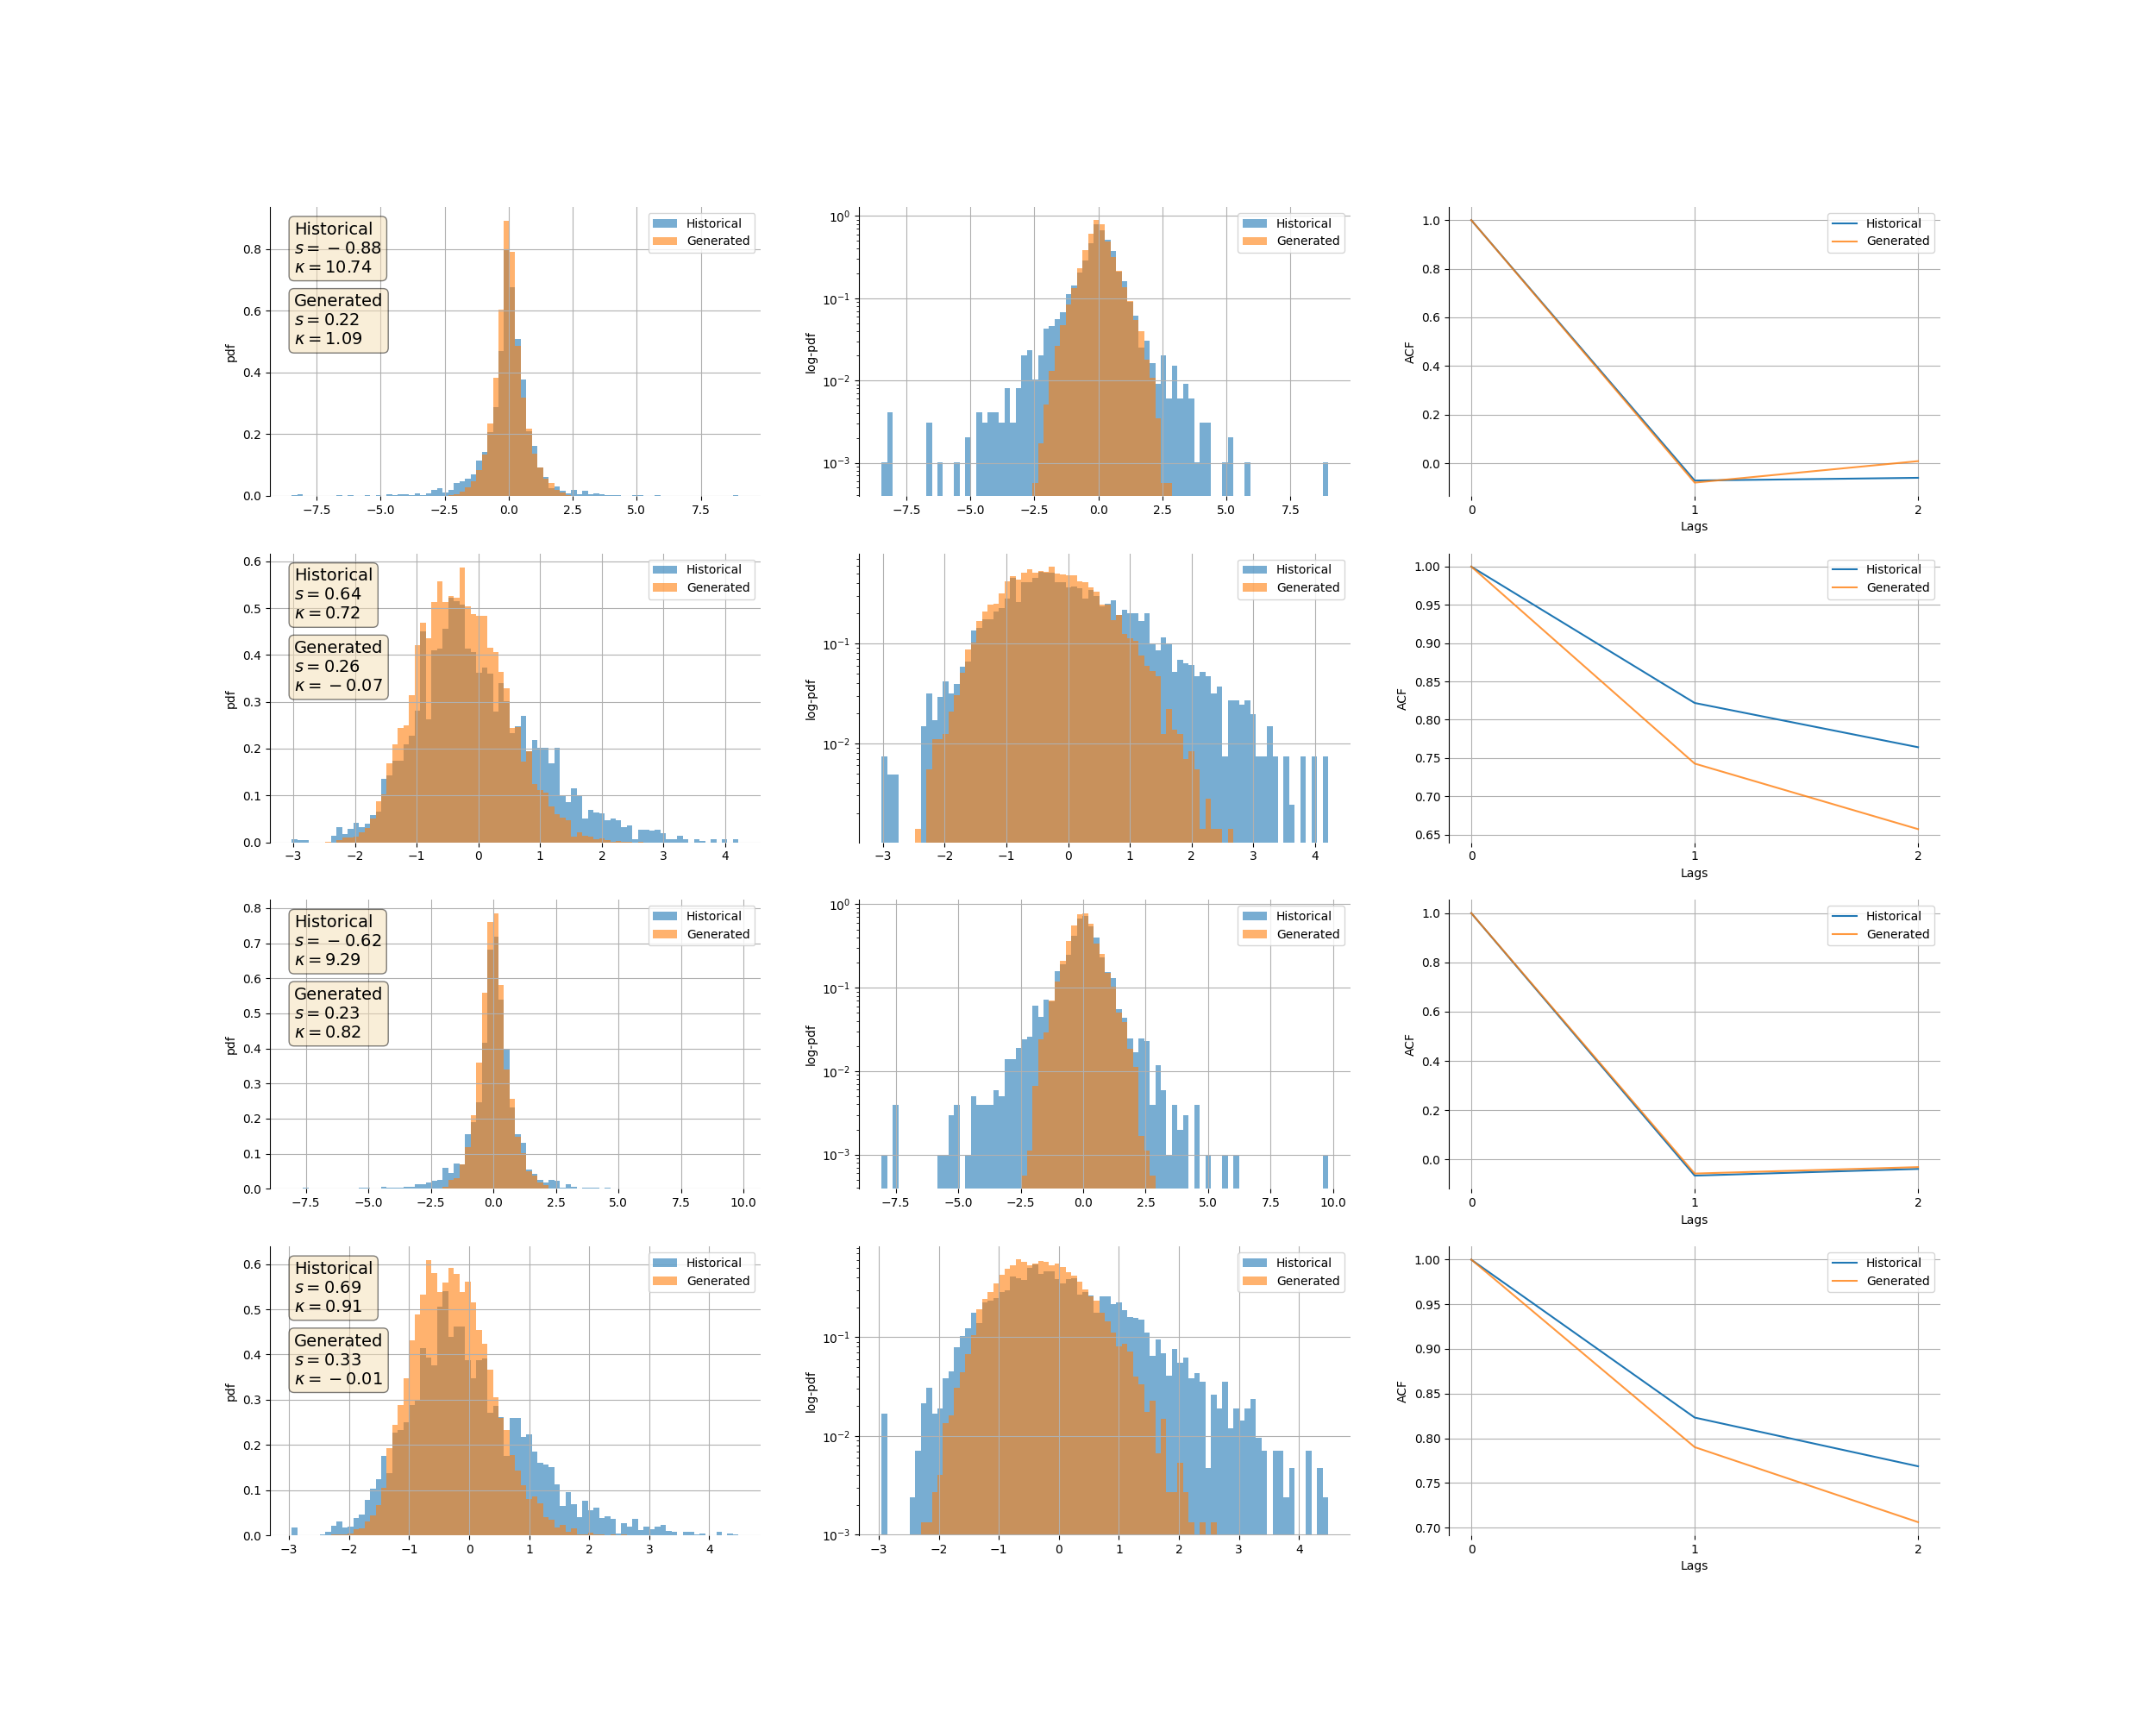 Historical
s = −0.88
κ = 10.74
Generated
s = 0.22
κ = 1.09
Historical
Generated
pdf
0.8
0.6
0.4
0.2
0.0
−7.5 −5.0 −2.5 0.0 2.5 5.0 7.5
Historical
Generated
log-pdf
10⁰
10⁻¹
10⁻²
10⁻³
−7.5 −5.0 −2.5 0.0 2.5 5.0 7.5
Historical
Generated
ACF
1.0
0.8
0.6
0.4
0.2
0.0
0 1 2
Lags
Historical
s = 0.64
κ = 0.72
Generated
s = 0.26
κ = −0.07
Historical
Generated
pdf
0.6
0.5
0.4
0.3
0.2
0.1
0.0
−3 −2 −1 0 1 2 3 4
Historical
Generated
log-pdf
10⁻¹
10⁻²
−3 −2 −1 0 1 2 3 4
Historical
Generated
ACF
1.00
0.95
0.90
0.85
0.80
0.75
0.70
0.65
0 1 2
Lags
Historical
s = −0.62
κ = 9.29
Generated
s = 0.23
κ = 0.82
Historical
Generated
pdf
0.8
0.7
0.6
0.5
0.4
0.3
0.2
0.1
0.0
−7.5 −5.0 −2.5 0.0 2.5 5.0 7.5 10.0
Historical
Generated
log-pdf
10⁰
10⁻¹
10⁻²
10⁻³
−7.5 −5.0 −2.5 0.0 2.5 5.0 7.5 10.0
Historical
Generated
ACF
1.0
0.8
0.6
0.4
0.2
0.0
0 1 2
Lags
Historical
s = 0.69
κ = 0.91
Generated
s = 0.33
κ = −0.01
Historical
Generated
pdf
0.6
0.5
0.4
0.3
0.2
0.1
0.0
−3 −2 −1 0 1 2 3 4
Historical
Generated
log-pdf
10⁻¹
10⁻²
10⁻³
−3 −2 −1 0 1 2 3 4
Historical
Generated
ACF
1.00
0.95
0.90
0.85
0.80
0.75
0.70
0 1 2
Lags